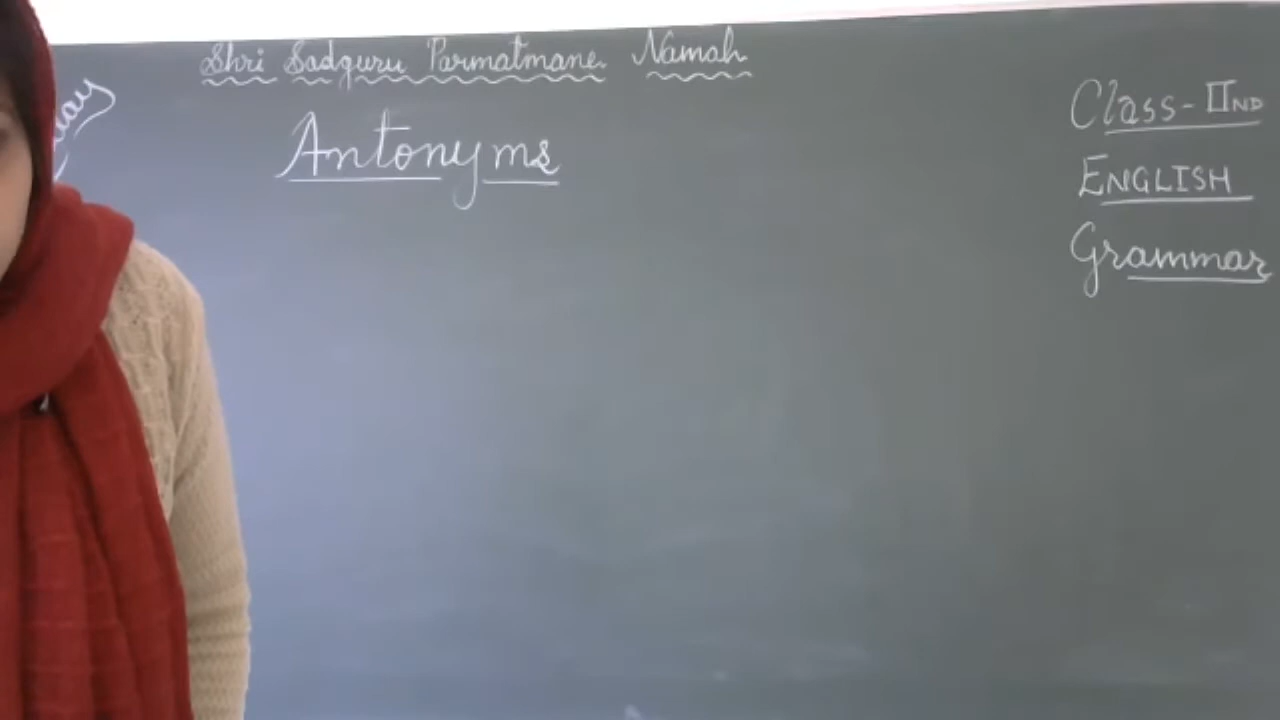 Shri Sadguru Parmatmane Namah
Antonyms
Class-IIND
ENGLISH
Grammar